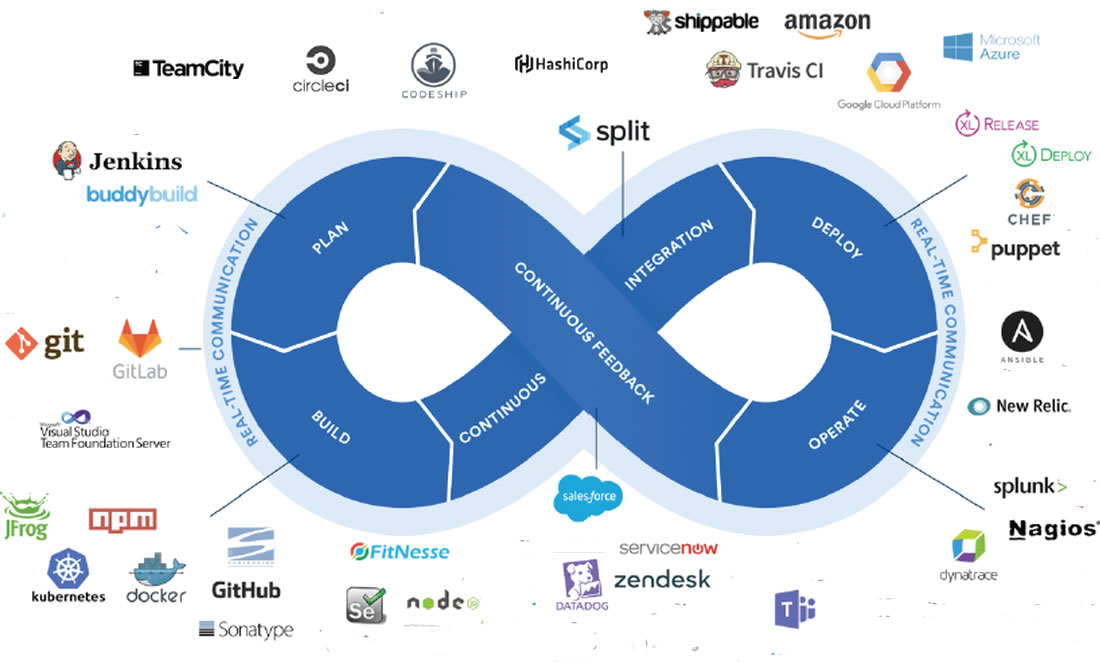 shippable
amazon
TeamCity
circleci
CODESHIP
HashiCorp
Travis CI
Google Cloud Platform
Microsoft
Azure
split
XL RELEASE
XL DEPLOY
Jenkins
buddybuild
CHEF
puppet
PLAN
INTEGRATION
DEPLOY
REAL-TIME COMMUNICATION
REAL-TIME COMMUNICATION
CONTINUOUS FEEDBACK
git
GitLab
ANSIBLE
New Relic.
BUILD
CONTINUOUS
OPERATE
Microsoft
Visual Studio
Team Foundation Server
salesforce
splunk>
Nagios
JFrog
npm
kubernetes
docker
SUBVERSION
GitHub
Sonatype
FitNesse
Se
node
JS
servicenow
zendesk
DATADOG
T
dynatrace